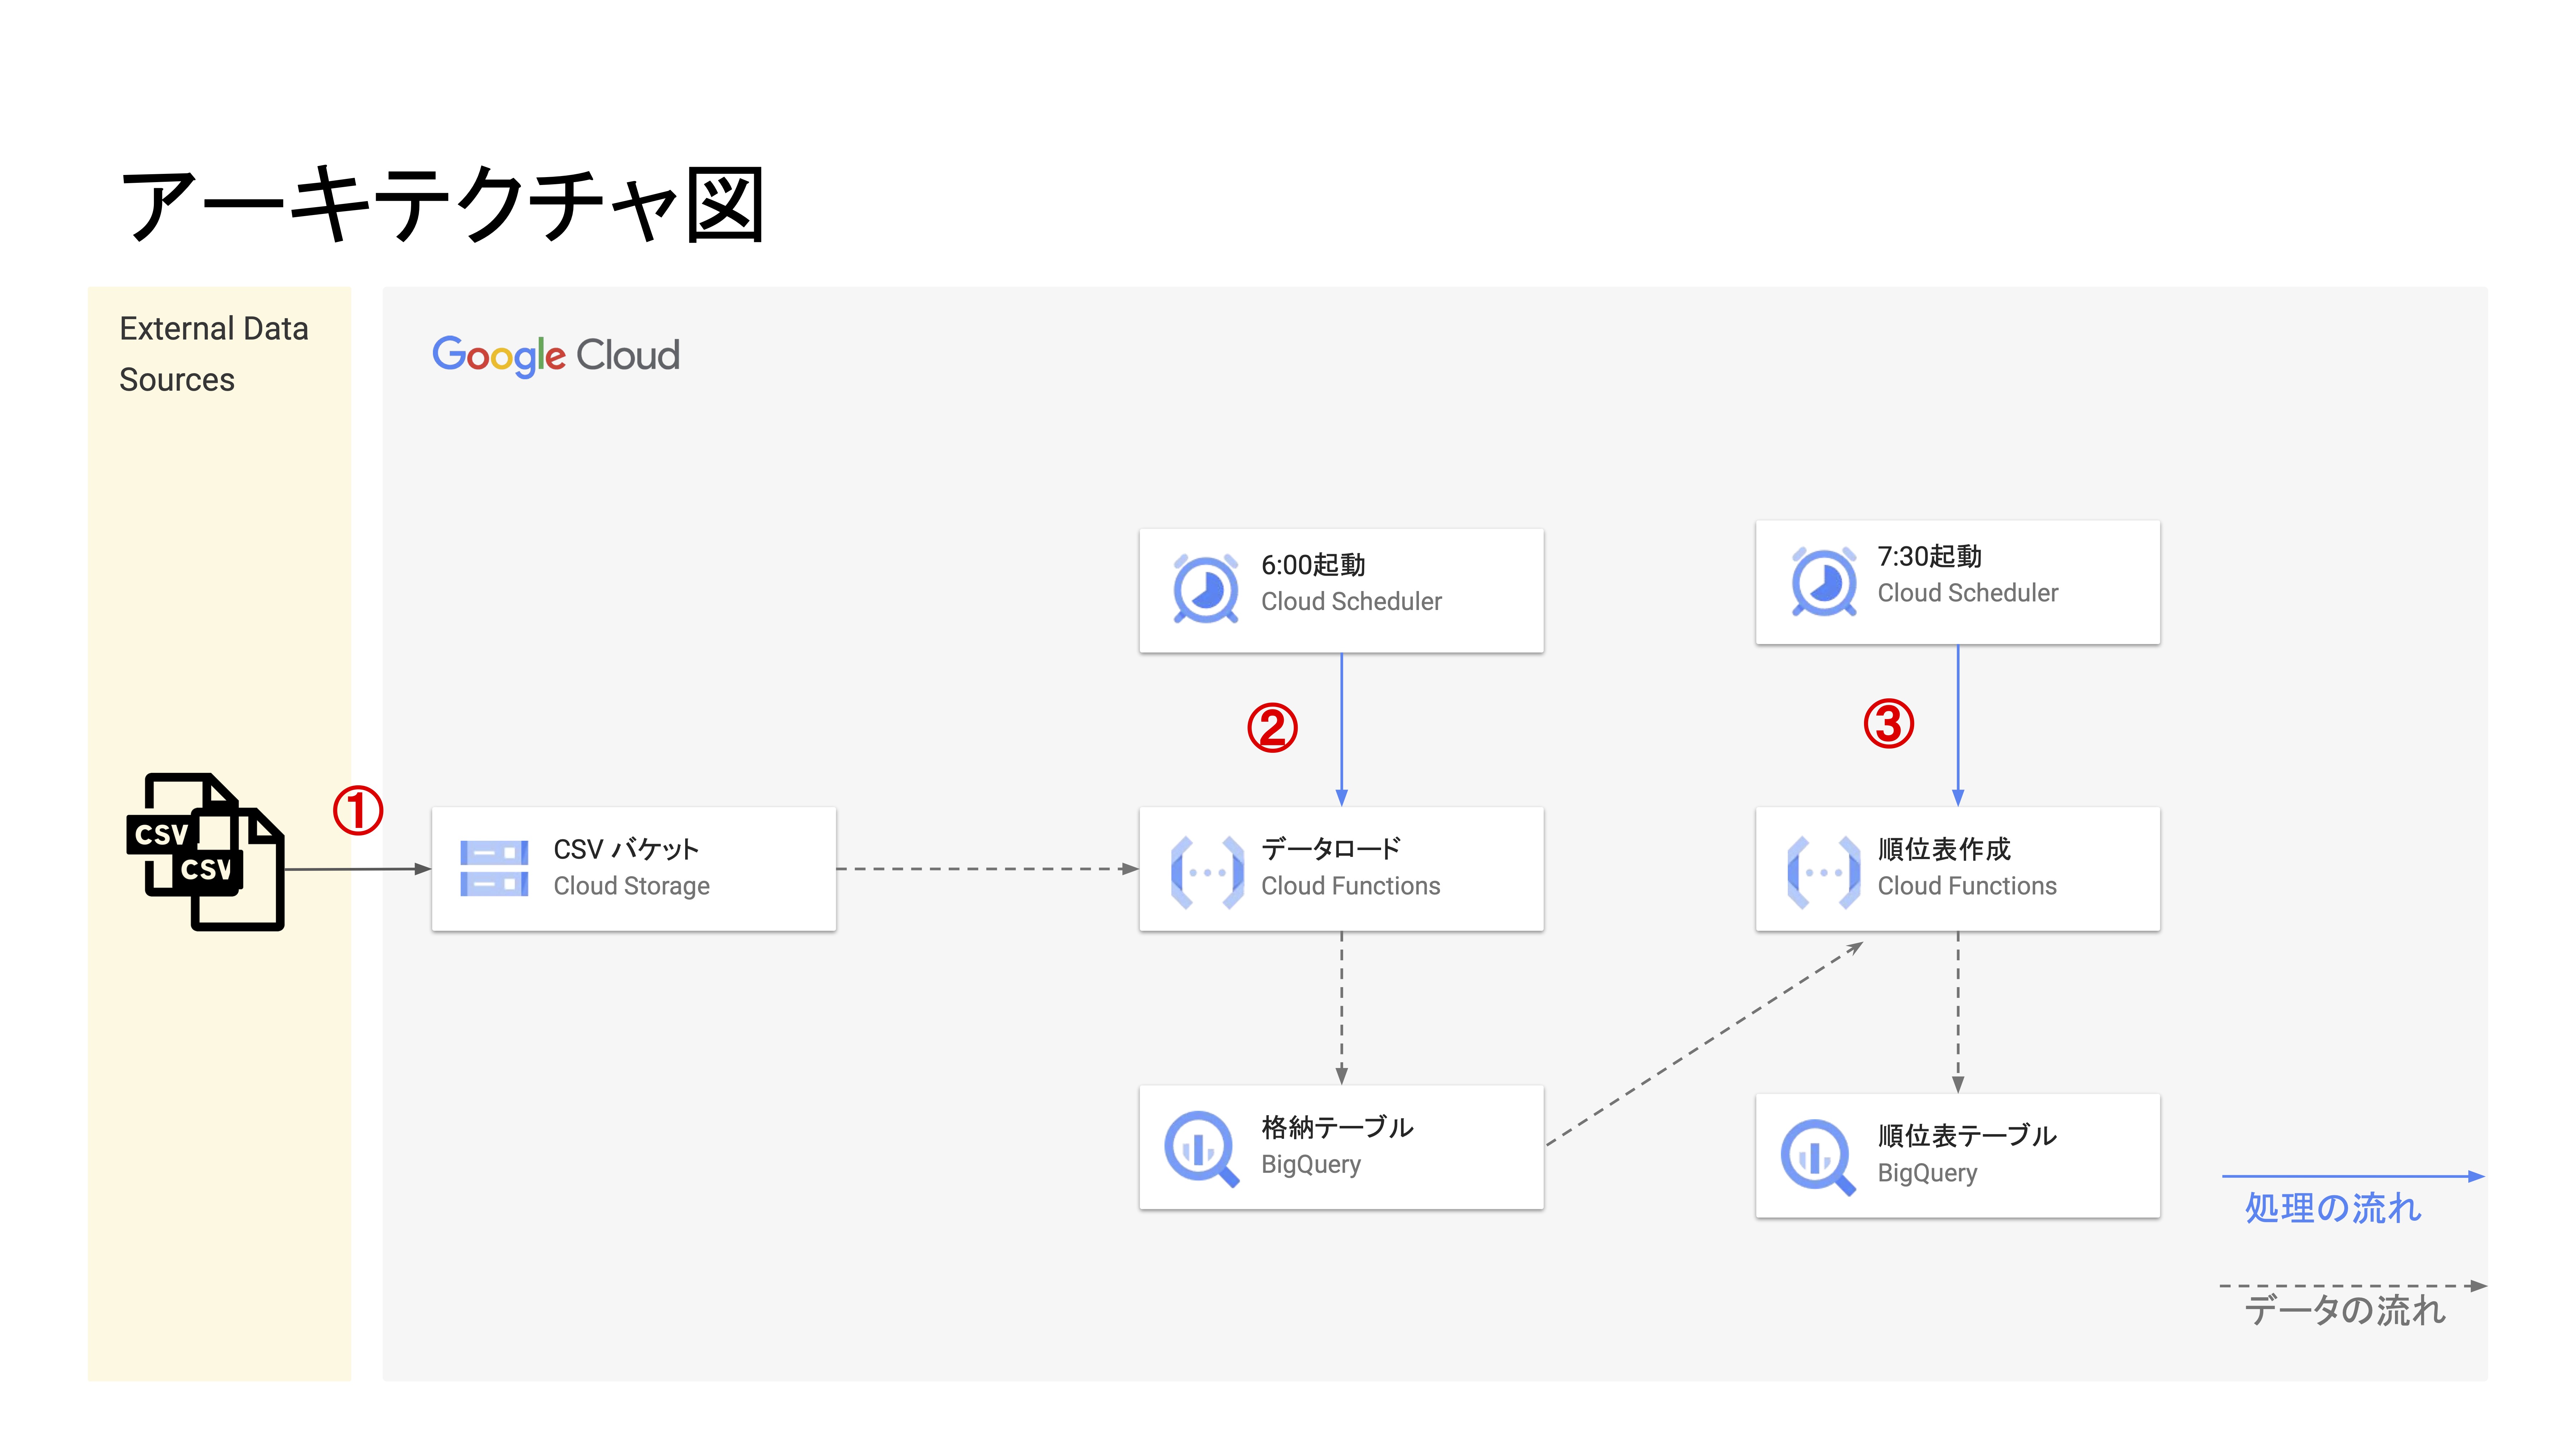 アーキテクチャ図
External Data
Sources
Google Cloud
6:00起動
Cloud Scheduler
7:30起動
Cloud Scheduler
②
③
①
CSV
CSV
CSV バケット
Cloud Storage
データロード
Cloud Functions
順位表作成
Cloud Functions
格納テーブル
BigQuery
順位表テーブル
BigQuery
処理の流れ
データの流れ